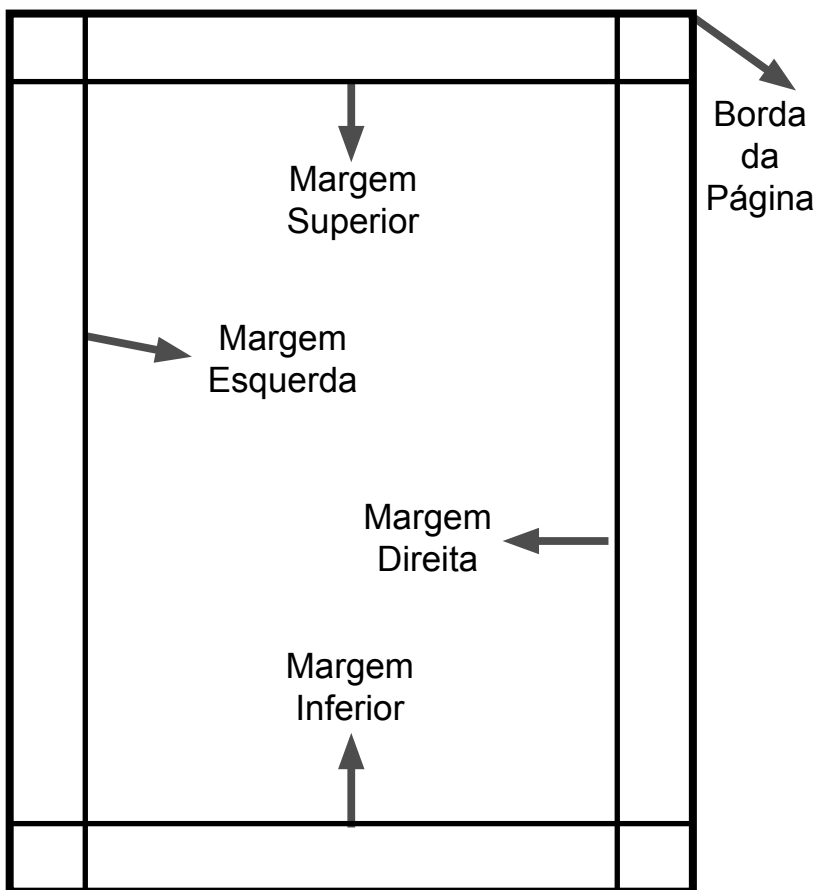 Borda
da
Página
Margem
Superior
Margem
Esquerda
Margem
Direita
Margem
Inferior